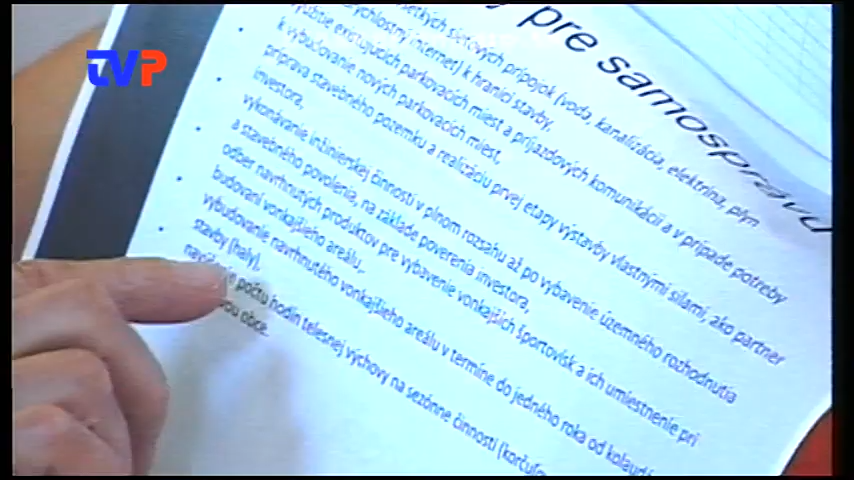 TVP
pre samosprávu
sieťových prípojok (voda, kanalizácia, elektrina, plyn
internet) k hranici stavby,
využitie existujúcich parkovacích miest a príjazdových komunikácií a v prípade potreby
k vybudovanie nových parkovacích miest,
príprava stavebného pozemku a realizáciu prvej etapy výstavby vlastnými silami, ako partner
investora,
vykonávanie inžinierskej činnosti v plnom rozsahu až po vybavenie územného rozhodnutia
a stavebného povolenia, na základe poverenia investora,
odber navrhnutých produktov pre vybavenie vonkajších športovísk a ich umiestnenie pri
budovaní vonkajšieho areálu,
vybudovanie navrhnutého vonkajšieho areálu v termíne do jedného roka od
stavby (haly),
počtu hodín telesnej výchovy na sezónne činnosti
obce.